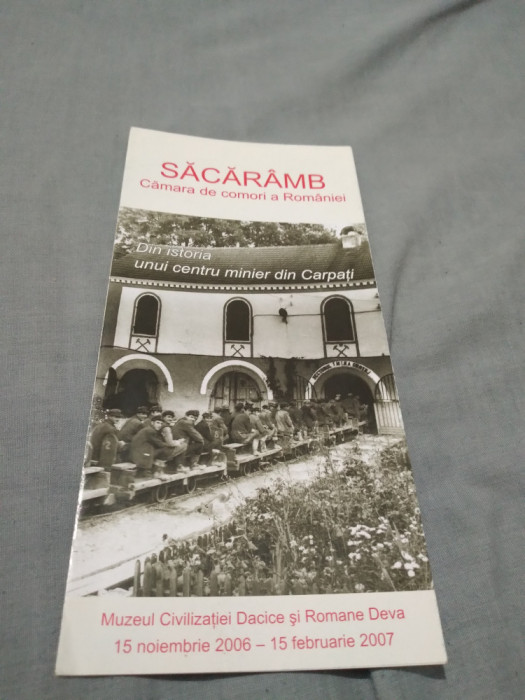 SĂCĂRÂMB
Cămara de comori a României
Din istoria
unui centru minier din Carpați
Muzeul Civilizației Dacice şi Romane Deva
15 noiembrie 2006 – 15 februarie 2007